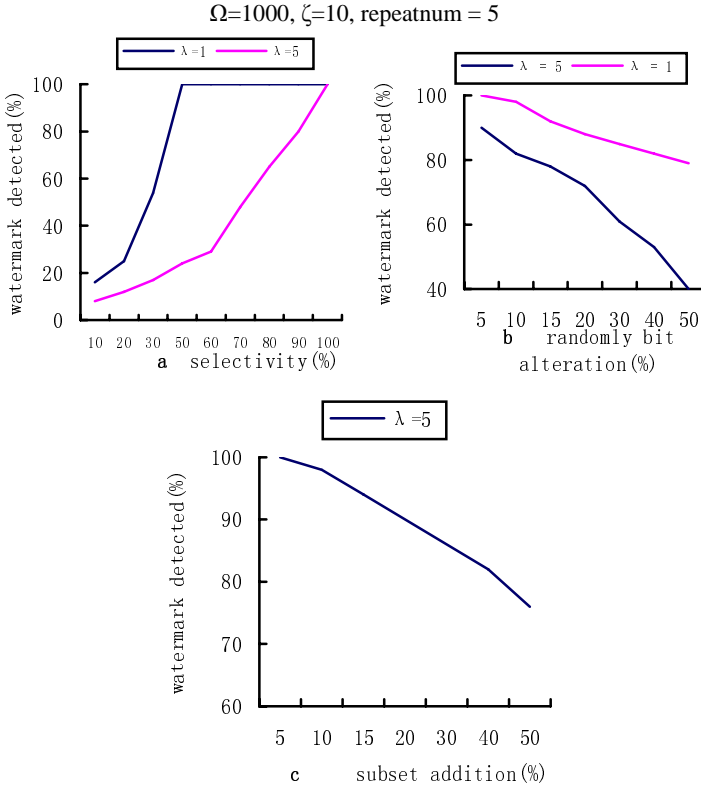 Ω=1000, ζ=10, repeatnum = 5
λ=1 λ=5
watermark detected(%)
100
80
60
40
20
0
10 20 30 50 60 70 80 90 100
a selectivity(%)
λ = 5 λ = 1
watermark detected(%)
100
80
60
40
5 10 15 20 30 40 50
b randomly bit
alteration(%)
λ=5
watermark detected(%)
100
90
80
70
60
5 10 15 20 30 40 50
c subset addition(%)